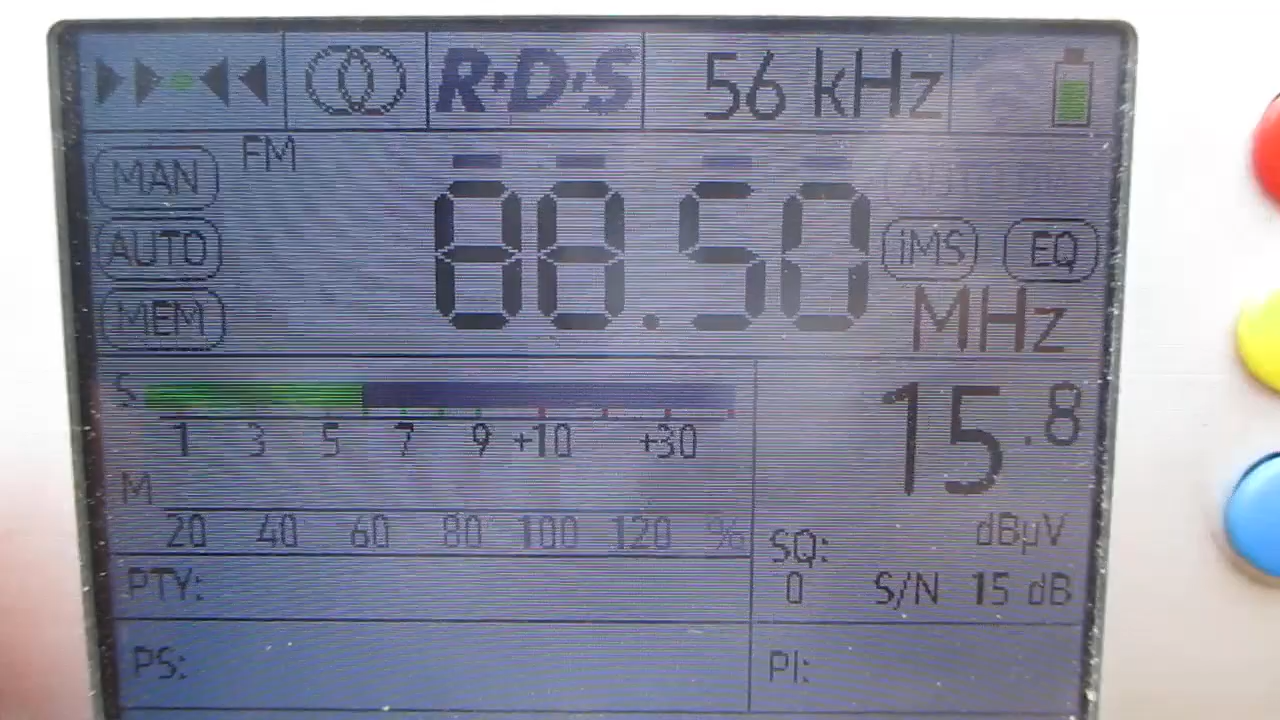 R·D·S 56 kHz
FM
MAN
88.50
AUTO
iMS EQ
MEM
MHz
S
1 3 5 7 9 +10 +30
15.8
M
20 40 60 80 100 120 %
dBµV
SQ:
PTY:
0 S/N 15 dB
PS:
PI: